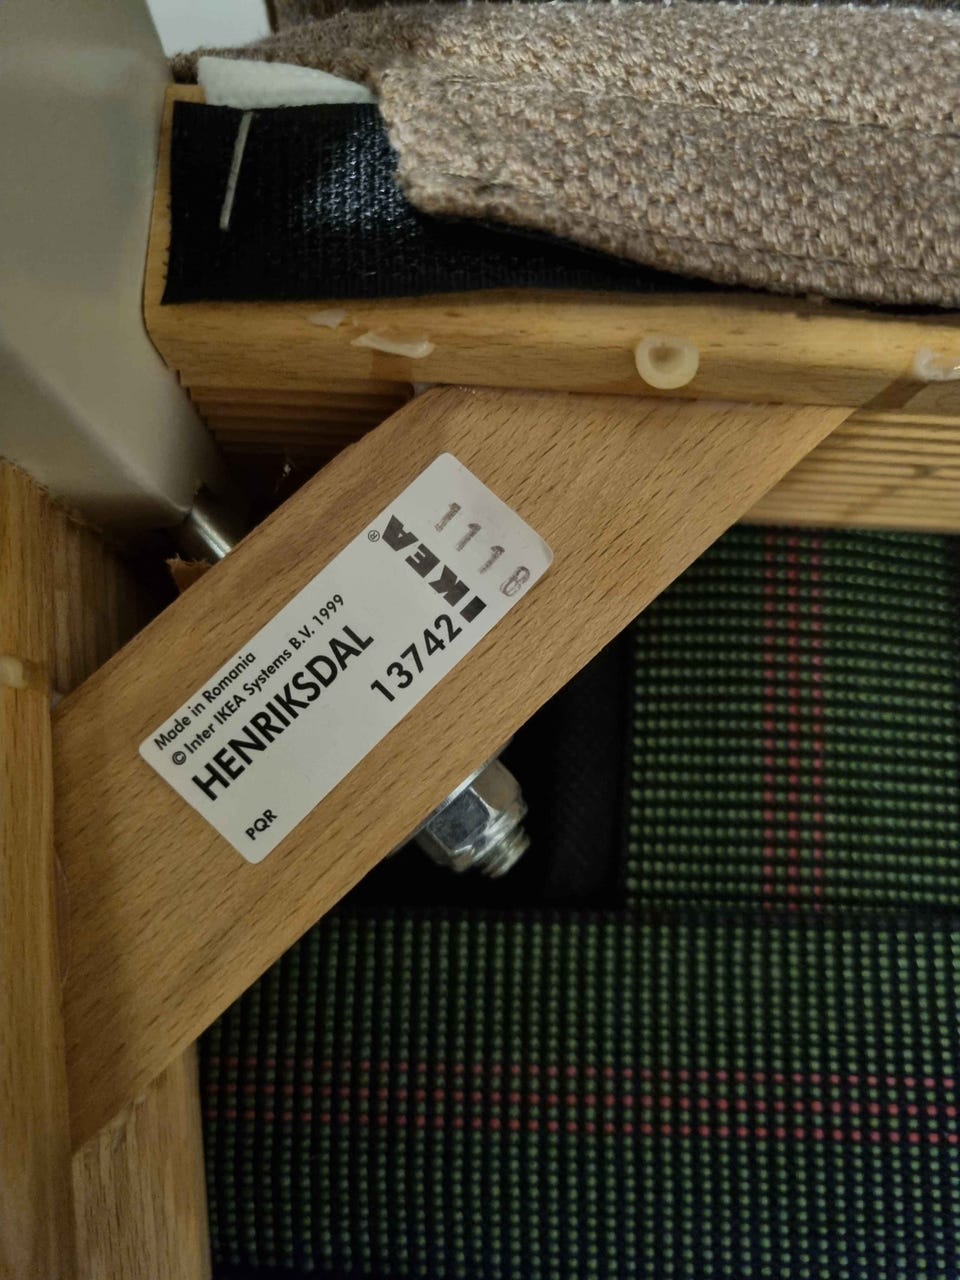 Made in Romania
© Inter IKEA Systems B.V. 1999
HENRIKSDAL
13742
PQR
IKEA®
1118